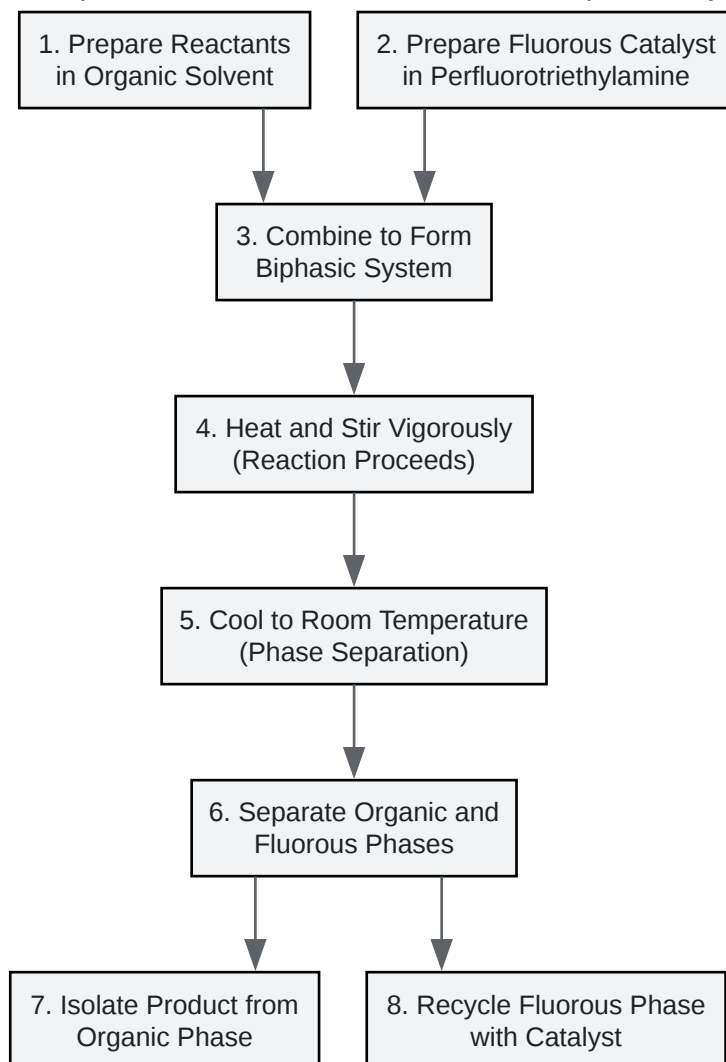 1. Prepare Reactants
in Organic Solvent
2. Prepare Fluorous Catalyst
in Perfluorotriethylamine
3. Combine to Form
Biphasic System
4. Heat and Stir Vigorously
(Reaction Proceeds)
5. Cool to Room Temperature
(Phase Separation)
6. Separate Organic and
Fluorous Phases
7. Isolate Product from
Organic Phase
8. Recycle Fluorous Phase
with Catalyst